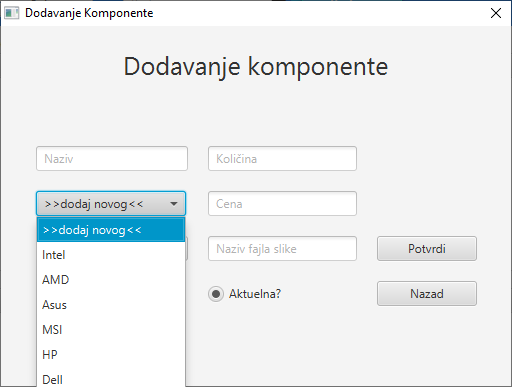 Dodavanje Komponente
Dodavanje komponente
Naziv
Količina
>>dodaj novog<<
Cena
>>dodaj novog<<
Naziv fajla slike
Potvrdi
Intel
AMD
Aktuelna?
Nazad
Asus
MSI
HP
Dell